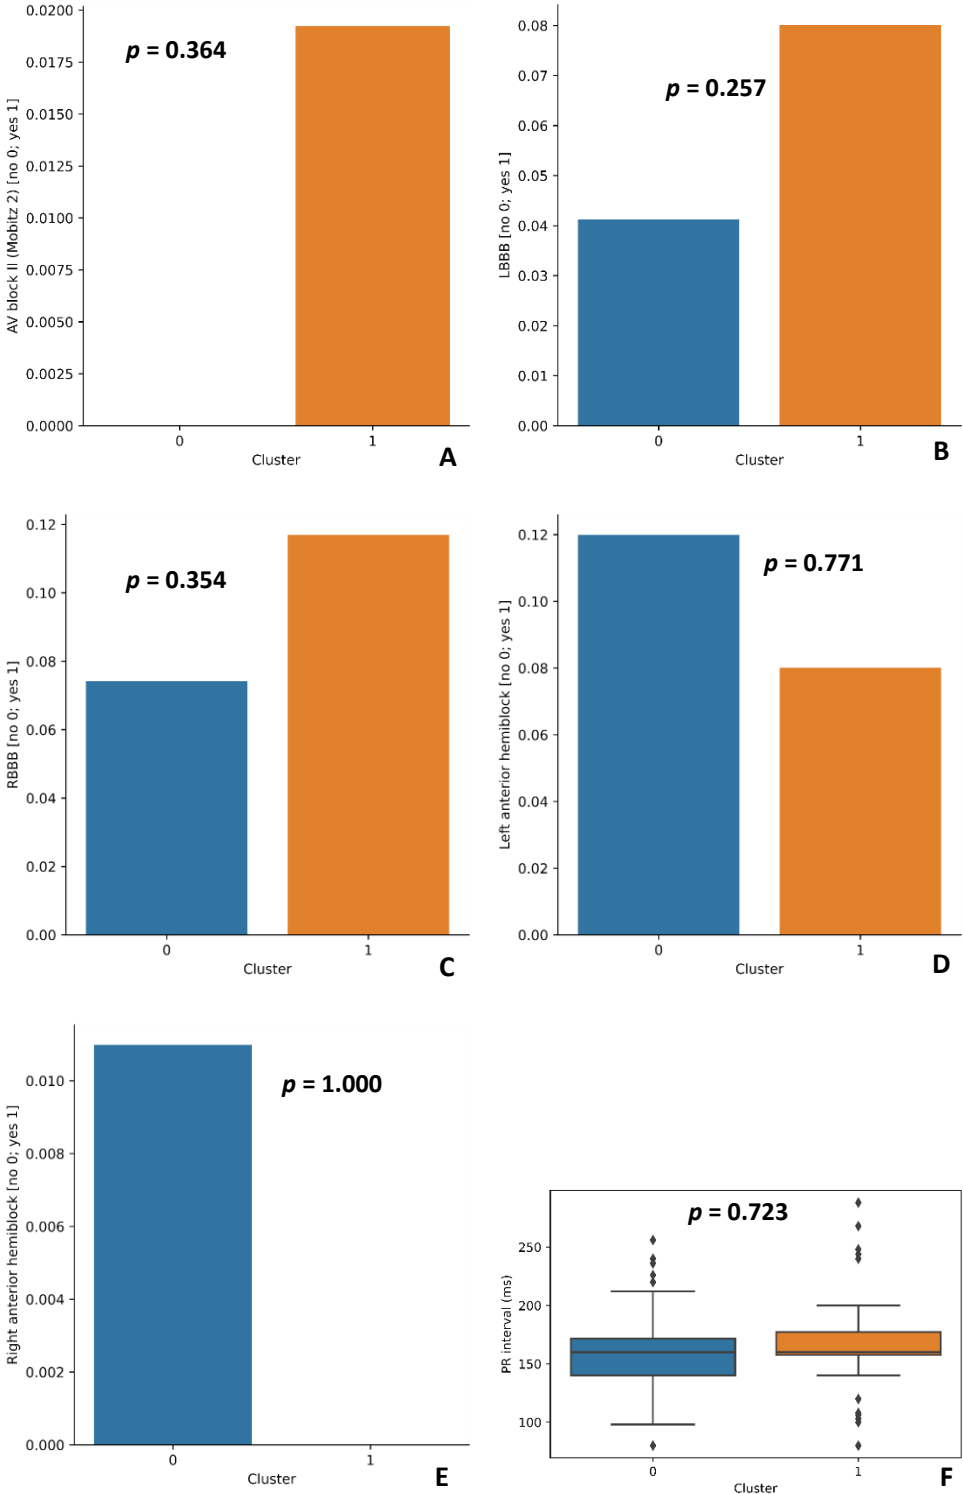 AV block II (Mobitz 2) [no 0; yes 1]
0.0200
0.0175
0.0150
0.0125
0.0100
0.0075
0.0050
0.0025
0.0000
p = 0.364
0 1
Cluster
A
LBBB [no 0; yes 1]
0.08
0.07
0.06
0.05
0.04
0.03
0.02
0.01
0.00
p = 0.257
0 1
Cluster
B
RBBB [no 0; yes 1]
0.12
0.10
0.08
0.06
0.04
0.02
0.00
p = 0.354
0 1
Cluster
C
Left anterior hemiblock [no 0; yes 1]
0.12
0.10
0.08
0.06
0.04
0.02
0.00
p = 0.771
0 1
Cluster
D
Right anterior hemiblock [no 0; yes 1]
0.010
0.008
0.006
0.004
0.002
0.000
p = 1.000
0 1
Cluster
E
PR interval (ms)
250
200
150
100
p = 0.723
0 1
Cluster
F